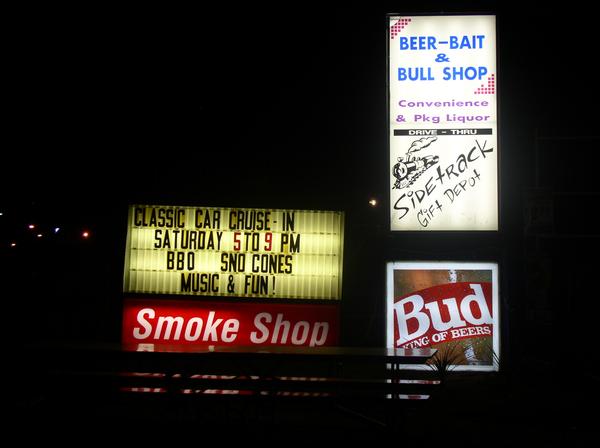 BEER-BAIT
&
BULL SHOP
Convenience
& Pkg Liquor
DRIVE - THRU
SidEtracK
Gift Depot
CLASSIC CAR CRUISE-IN
SATURDAY 5 TO 9 PM
BBQ SNO CONES
MUSIC & FUN!
Smoke Shop
Bud
KING OF BEERS